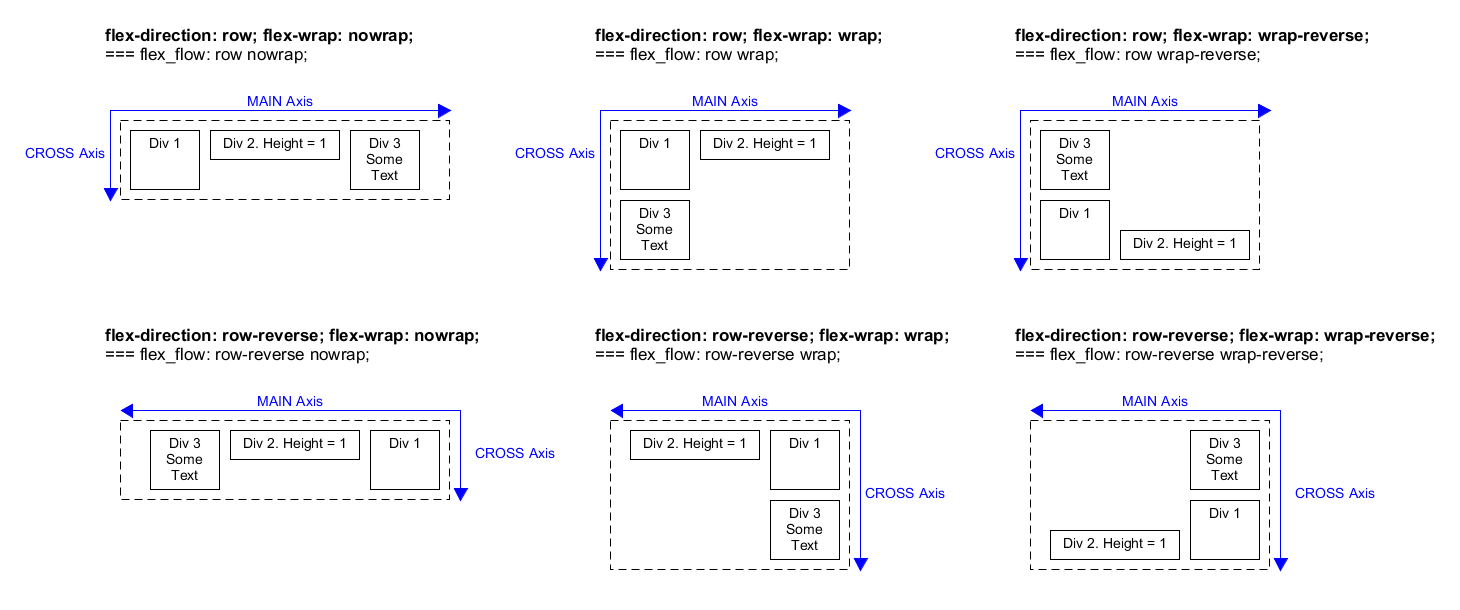 flex-direction: row; flex-wrap: nowrap;
=== flex_flow: row nowrap;
MAIN Axis
CROSS Axis
Div 1
Div 2. Height = 1
Div 3
Some
Text
flex-direction: row; flex-wrap: wrap;
=== flex_flow: row wrap;
MAIN Axis
CROSS Axis
Div 1
Div 2. Height = 1
Div 3
Some
Text
flex-direction: row; flex-wrap: wrap-reverse;
=== flex_flow: row wrap-reverse;
MAIN Axis
CROSS Axis
Div 3
Some
Text
Div 1
Div 2. Height = 1
flex-direction: row-reverse; flex-wrap: nowrap;
=== flex_flow: row-reverse nowrap;
MAIN Axis
Div 3
Some
Text
Div 2. Height = 1
Div 1
CROSS Axis
flex-direction: row-reverse; flex-wrap: wrap;
=== flex_flow: row-reverse wrap;
MAIN Axis
Div 2. Height = 1
Div 1
CROSS Axis
Div 3
Some
Text
flex-direction: row-reverse; flex-wrap: wrap-reverse;
=== flex_flow: row-reverse wrap-reverse;
MAIN Axis
Div 3
Some
Text
CROSS Axis
Div 1
Div 2. Height = 1